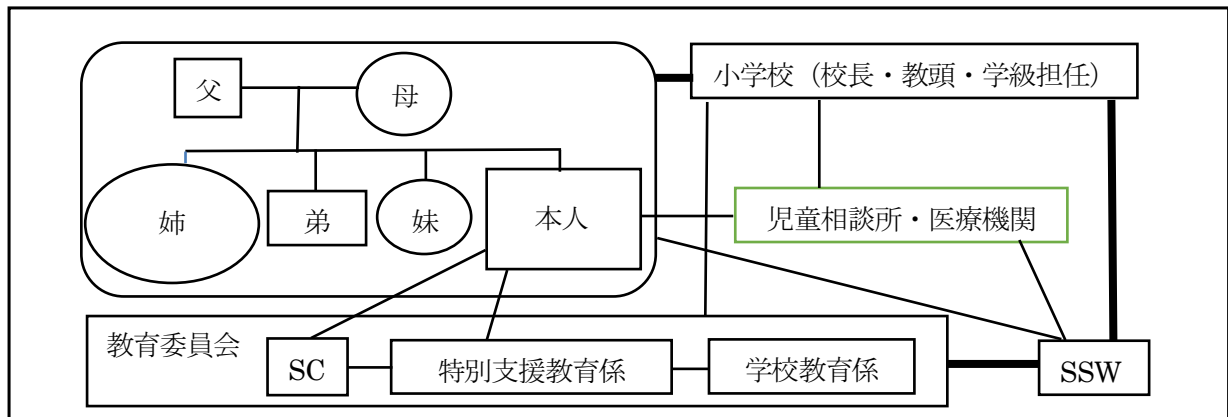 父
母
小学校（校長・教頭・学級担任）
姉
弟
妹
本人
児童相談所・医療機関
教育委員会
SC
特別支援教育係
学校教育係
SSW